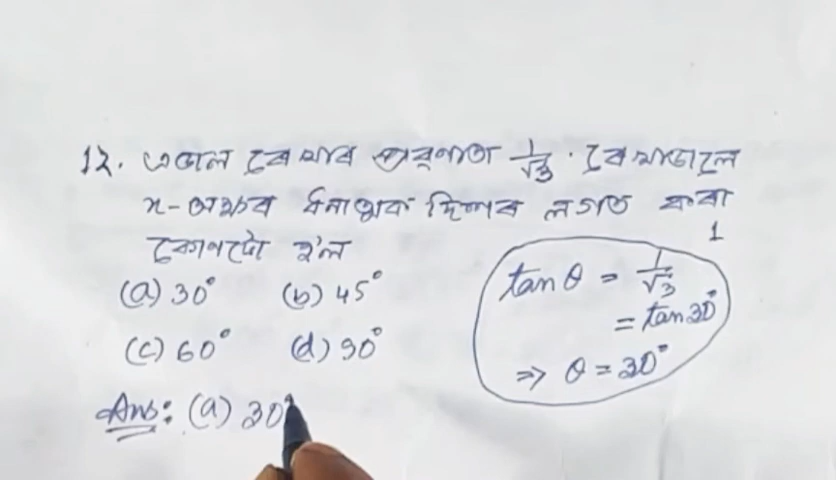 12. এডাল ৰেখাৰ প্ৰৱণতা 1/√3. ৰেখাডালে
x-অক্ষৰ ধনাত্মক দিশৰ লগত কৰা
কোণটো হ'ল 1
(a) 30° (b) 45°
(c) 60° (d) 90°
tan θ = 1/√3
= tan 30°
⇒ θ = 30°
Ans: (a) 30°